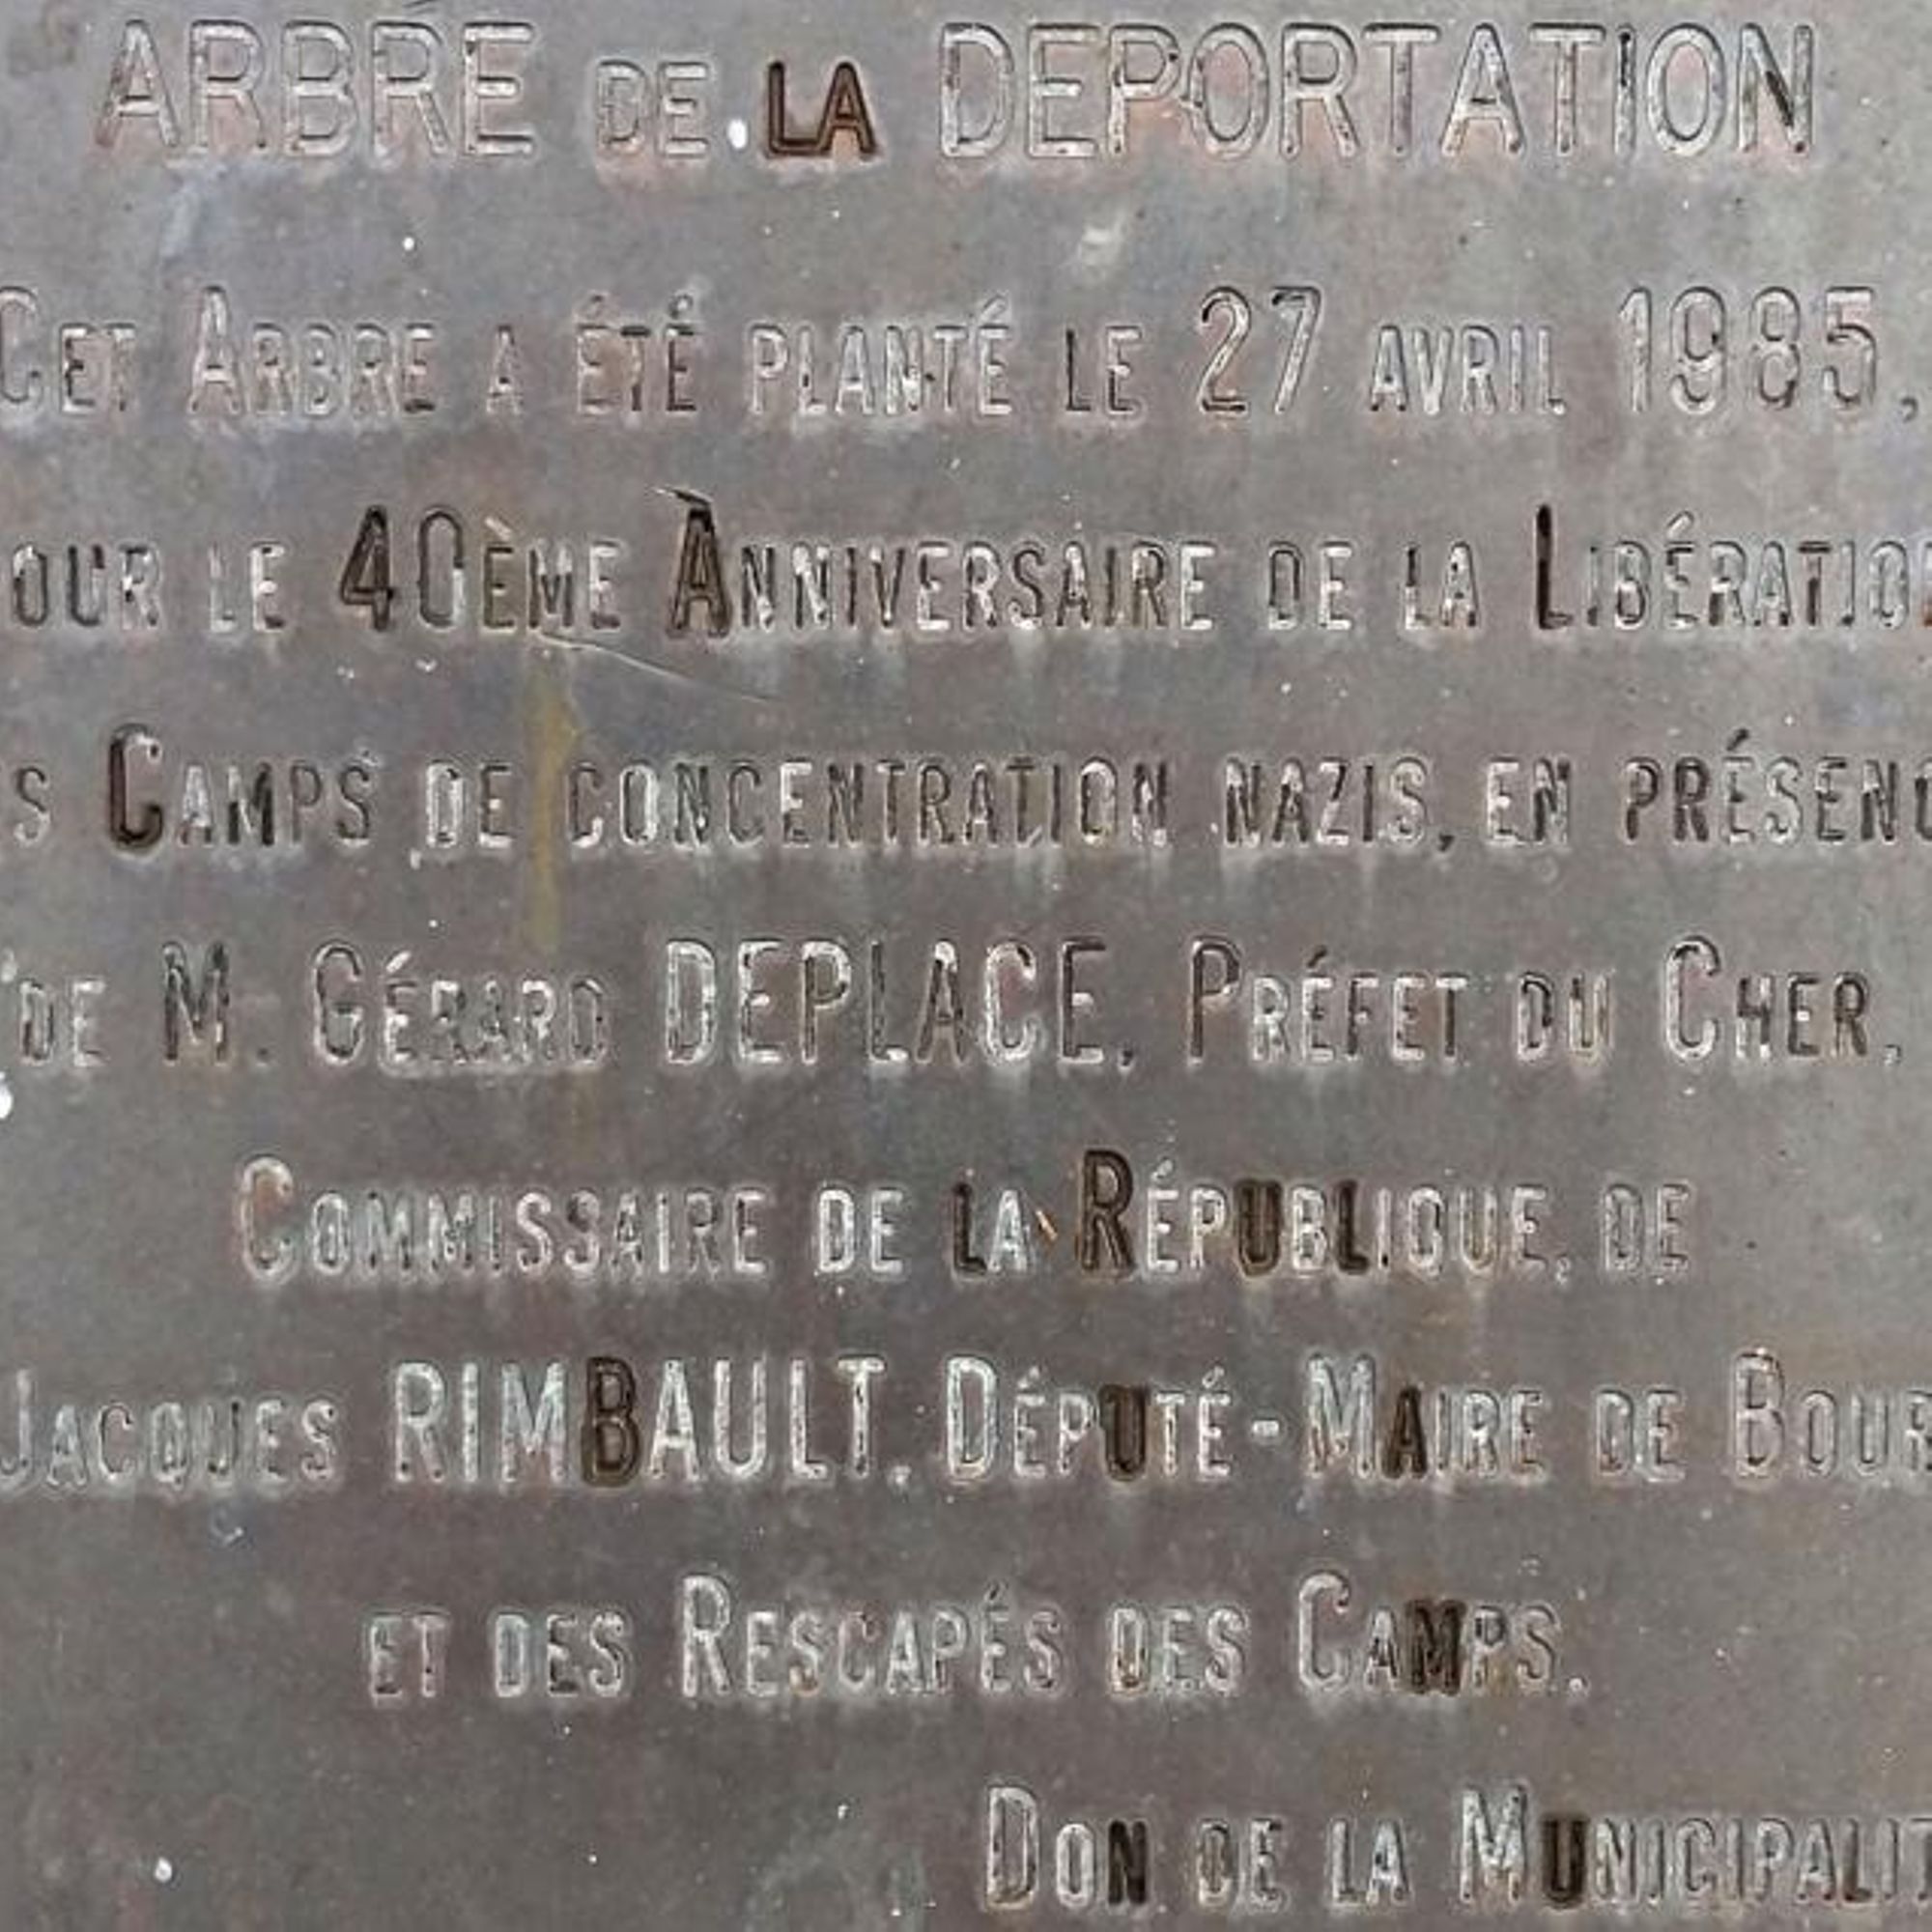 ARBRE DE LA DEPORTATION
CET ARBRE A ÉTÉ PLANTÉ LE 27 AVRIL 1985,
OUR LE 40ÈME ANNIVERSAIRE DE LA LIBÉRATIO
S CAMPS DE CONCENTRATION NAZIS, EN PRÉSENC
DE M. GÉRARD DEPLACE, PRÉFET DU CHER,
COMMISSAIRE DE LA RÉPUBLIQUE, DE
JACQUES RIMBAULT, DÉPUTÉ-MAIRE DE BOUR
ET DES RESCAPÉS DES CAMPS.
DON DE LA MUNICIPALIT